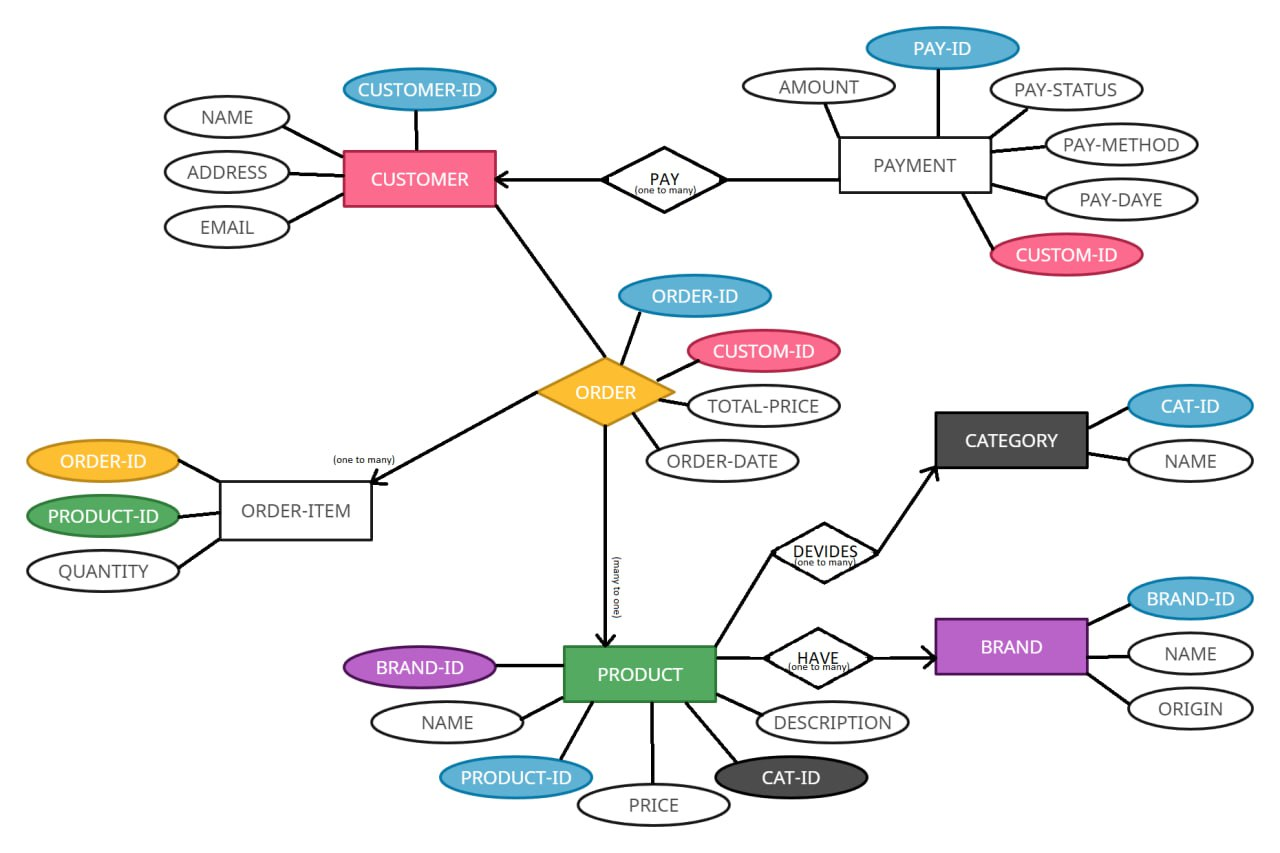 PAY-ID
CUSTOMER-ID
AMOUNT
PAY-STATUS
NAME
PAY-METHOD
ADDRESS
CUSTOMER
PAY
(one to many)
PAYMENT
PAY-DAYE
EMAIL
CUSTOM-ID
ORDER-ID
CUSTOM-ID
ORDER
TOTAL-PRICE
ORDER-DATE
CAT-ID
CATEGORY
NAME
(one to many)
ORDER-ID
PRODUCT-ID
ORDER-ITEM
QUANTITY
DEVIDES
(one to many)
(many to one)
BRAND-ID
BRAND
NAME
ORIGIN
HAVE
(one to many)
BRAND-ID
PRODUCT
NAME
DESCRIPTION
PRODUCT-ID
CAT-ID
PRICE